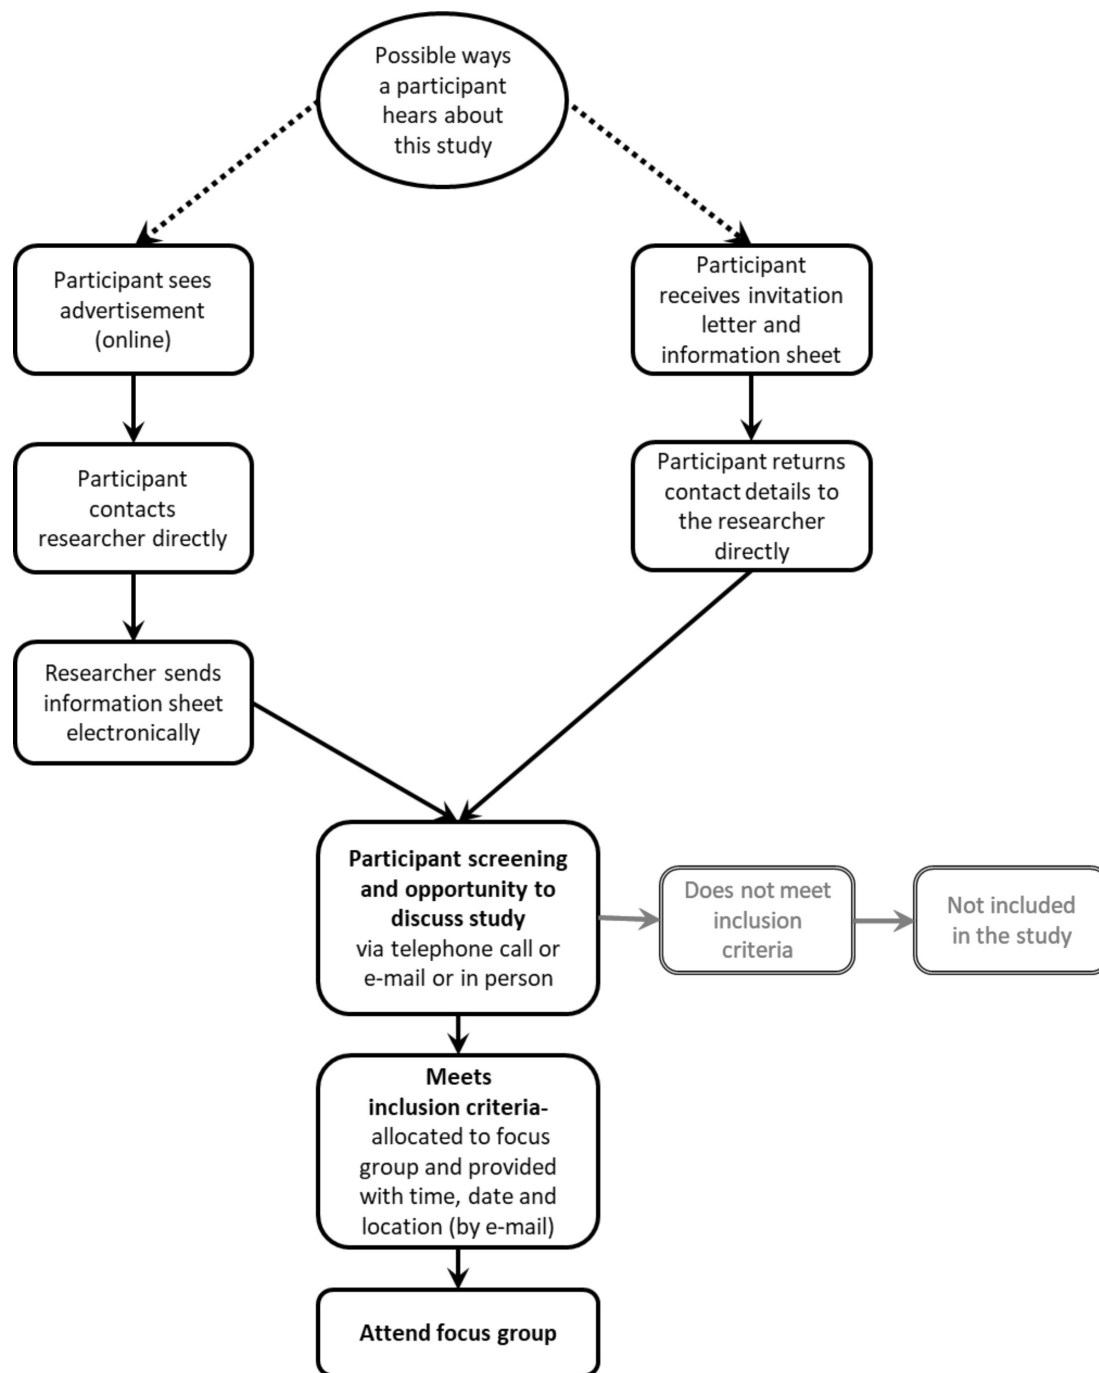 Possible ways
a participant
hears about
this study
Participant sees
advertisement
(online)
Participant
receives invitation
letter and
information sheet
Participant
contacts
researcher directly
Participant returns
contact details to
the researcher
directly
Researcher sends
information sheet
electronically
Participant screening
and opportunity to
discuss study
via telephone call or
e-mail or in person
Does not meet
inclusion
criteria
Not included
in the study
Meets
inclusion criteria-
allocated to focus
group and provided
with time, date and
location (by e-mail)
Attend focus group